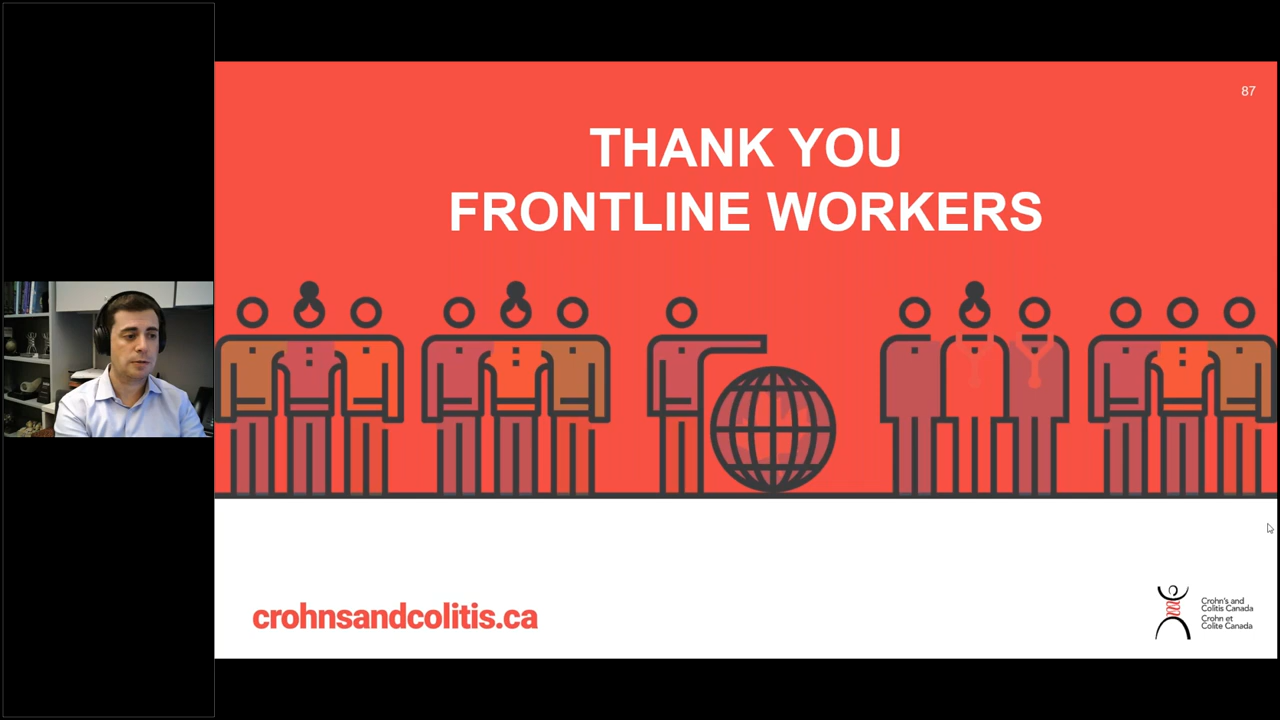 87
THANK YOU
FRONTLINE WORKERS
crohnsandcolitis.ca
Crohn's and
Colitis Canada
Crohn et
Colite Canada